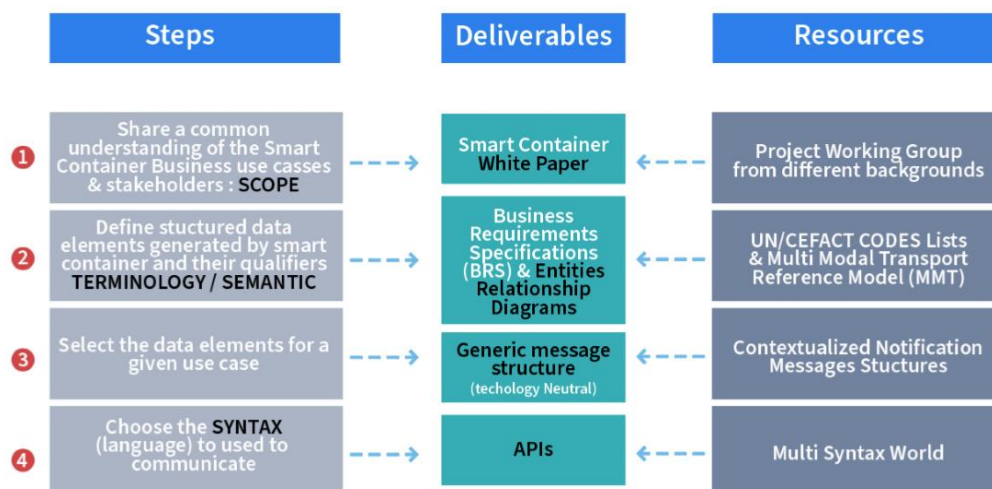 Steps
Deliverables
Resources
1
Share a common
understanding of the Smart
Container Business use casses
& stakeholders : SCOPE
Smart Container
White Paper
Project Working Group
from different backgrounds
2
Define stuctured data
elements generated by smart
container and their qualifiers
TERMINOLOGY / SEMANTIC
Business
Requirements
Specifications
(BRS) & Entities
Relationship
Diagrams
UN/CEFACT CODES Lists
& Multi Modal Transport
Reference Model (MMT)
3
Select the data elements for a
given use case
Generic message
structure
(techology Neutral)
Contextualized Notification
Messages Stuctures
4
Choose the SYNTAX
(language) to used to
communicate
APIs
Multi Syntax World